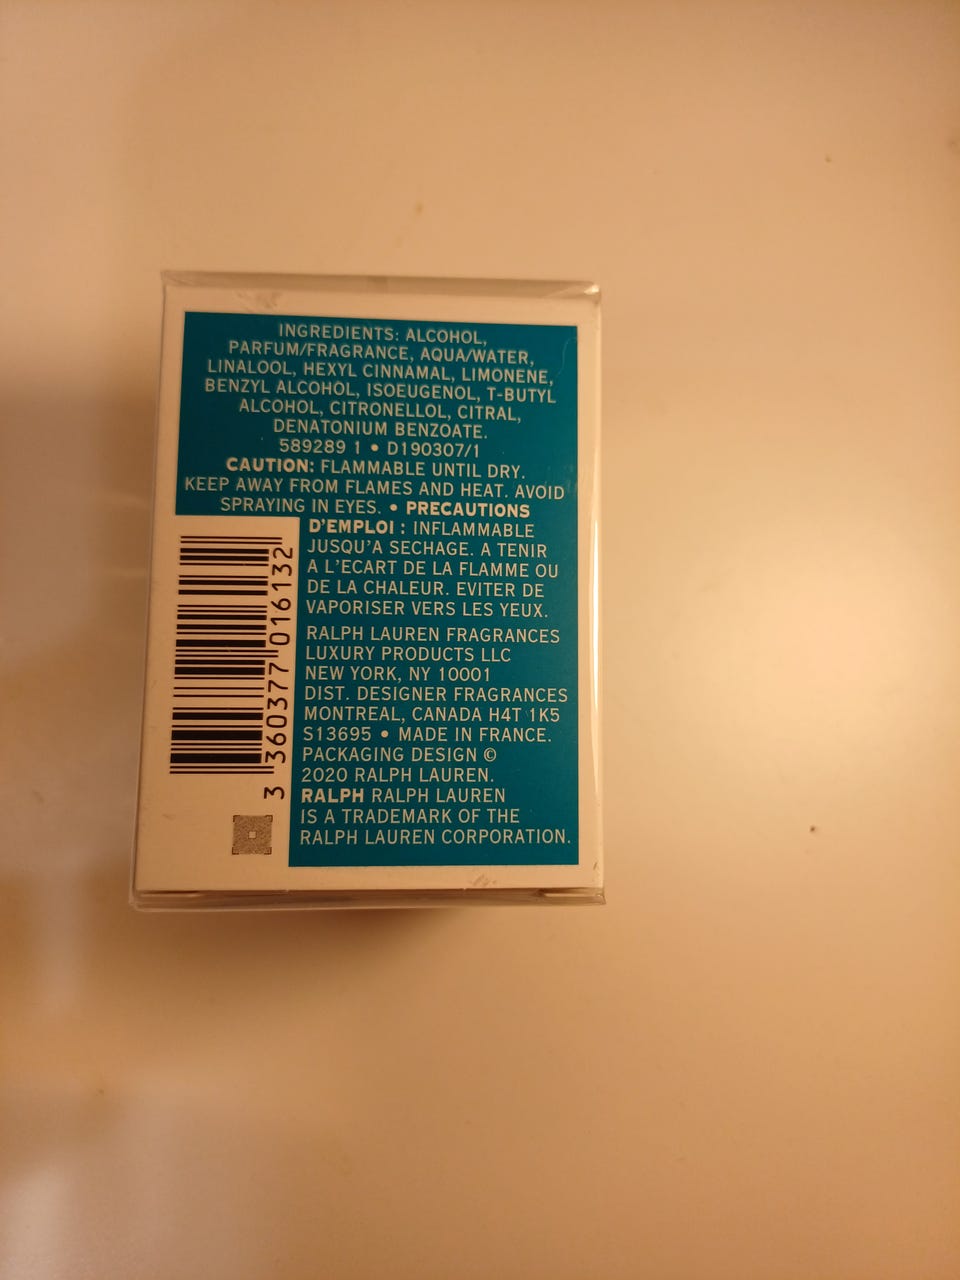 INGREDIENTS: ALCOHOL,
PARFUM/FRAGRANCE, AQUA/WATER,
LINALOOL, HEXYL CINNAMAL, LIMONENE,
BENZYL ALCOHOL, ISOEUGENOL, T-BUTYL
ALCOHOL, CITRONELLOL, CITRAL,
DENATONIUM BENZOATE.
589289 1 • D190307/1
CAUTION: FLAMMABLE UNTIL DRY.
KEEP AWAY FROM FLAMES AND HEAT. AVOID
SPRAYING IN EYES. • PRECAUTIONS
D'EMPLOI : INFLAMMABLE
JUSQU'A SECHAGE. A TENIR
A L'ECART DE LA FLAMME OU
DE LA CHALEUR. EVITER DE
VAPORISER VERS LES YEUX.
RALPH LAUREN FRAGRANCES
LUXURY PRODUCTS LLC
NEW YORK, NY 10001
DIST. DESIGNER FRAGRANCES
MONTREAL, CANADA H4T 1K5
S13695 • MADE IN FRANCE.
PACKAGING DESIGN ©
2020 RALPH LAUREN.
RALPH RALPH LAUREN
IS A TRADEMARK OF THE
RALPH LAUREN CORPORATION.
3 360377 016132